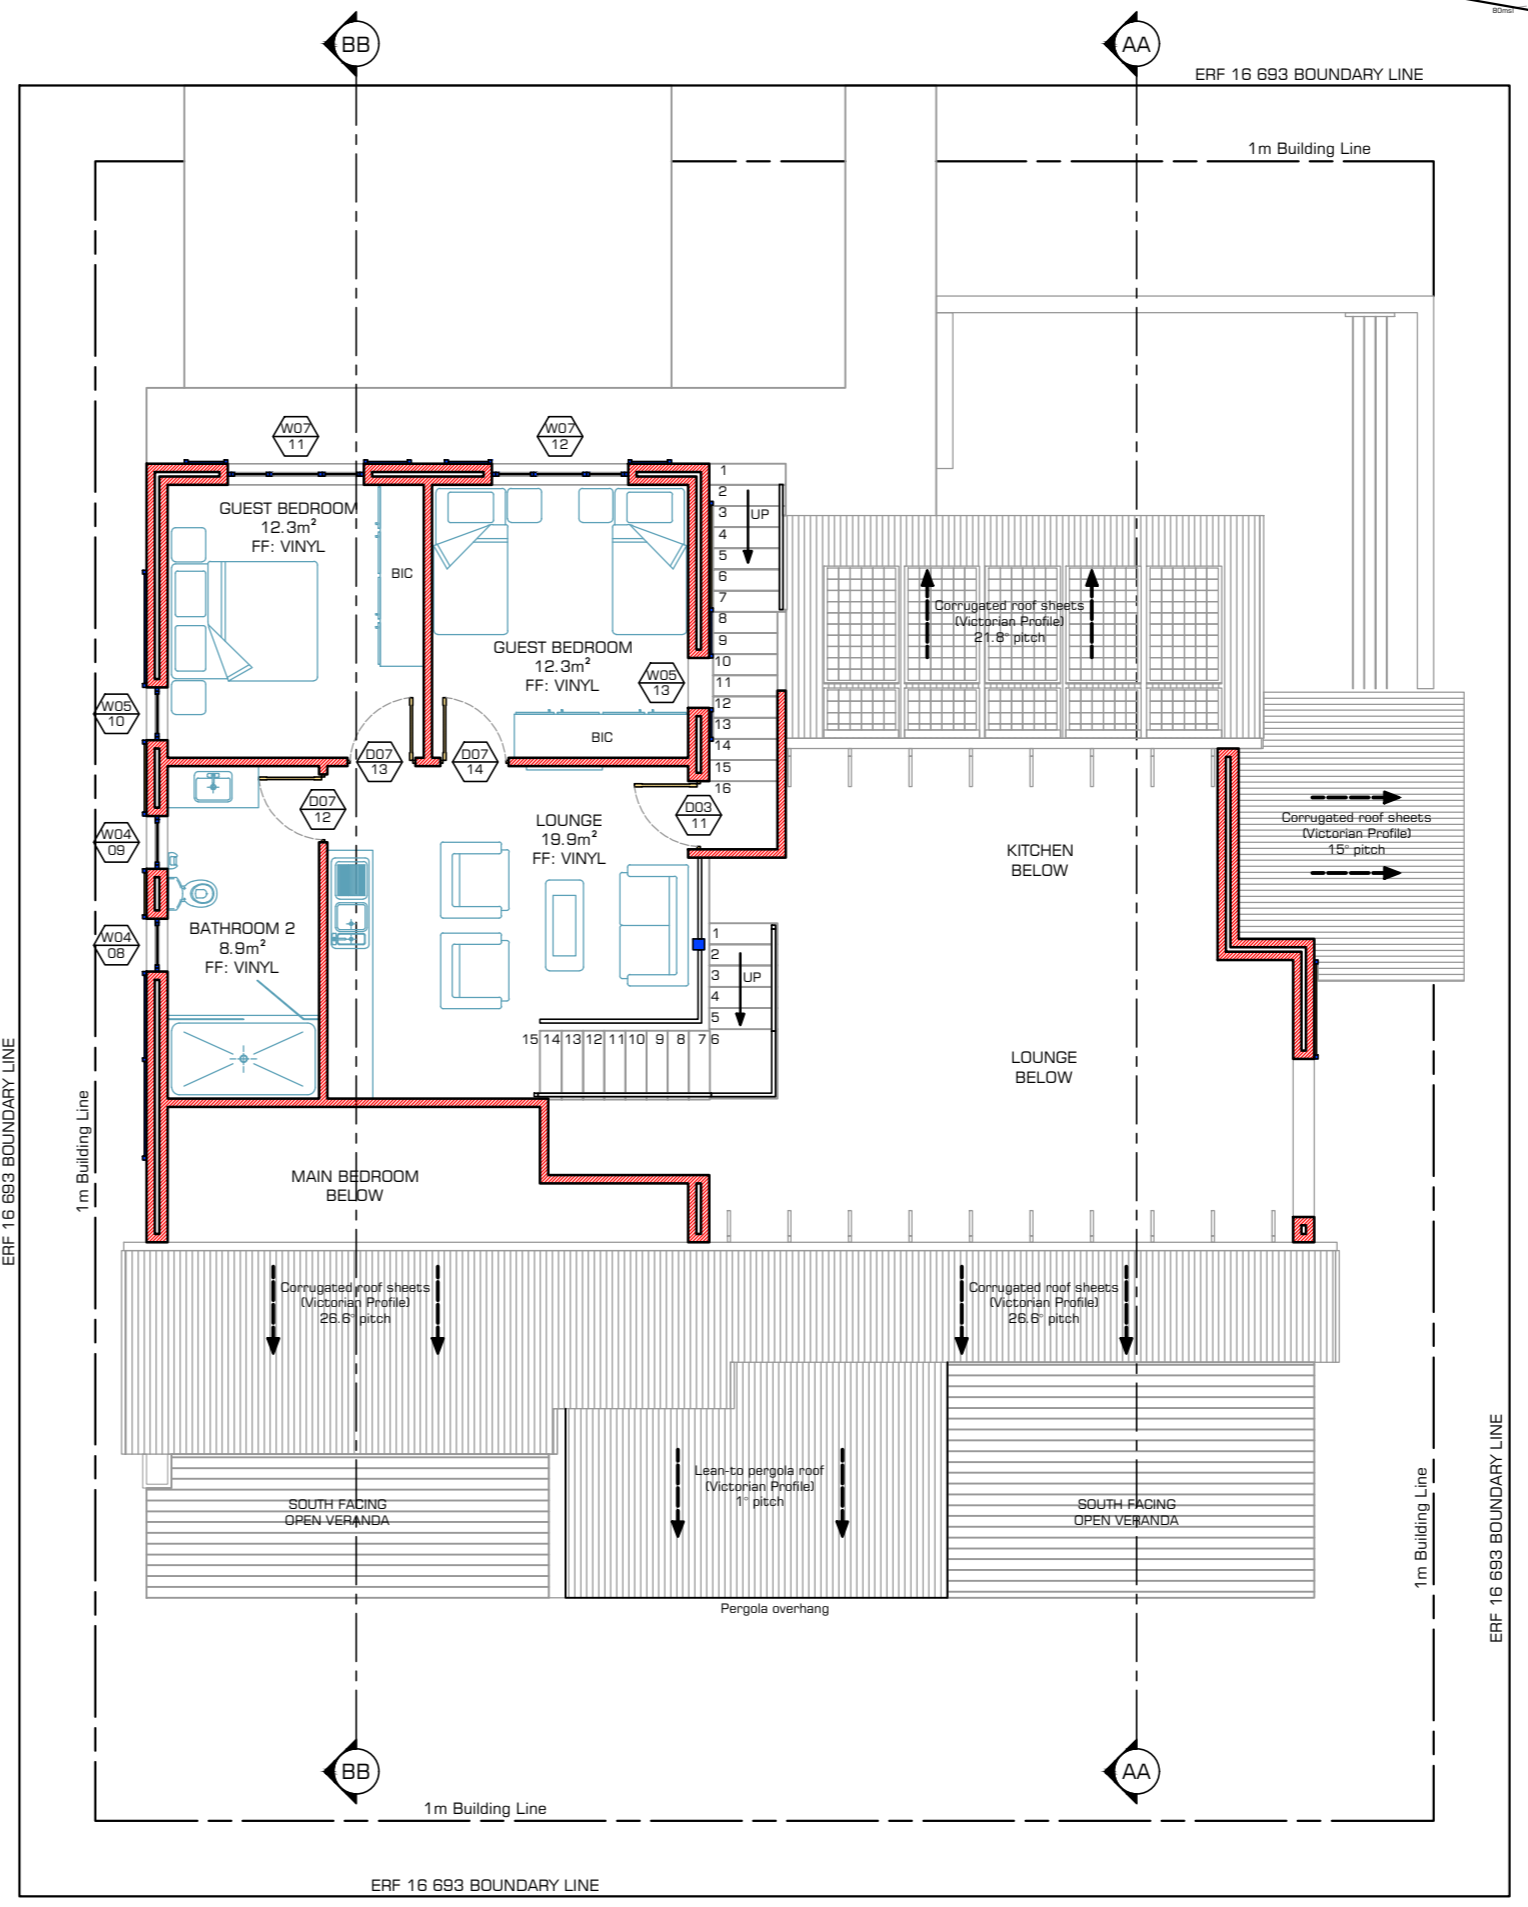 80msl
BB
AA
ERF 16 693 BOUNDARY LINE
1m Building Line
W07
11
W07
12
GUEST BEDROOM
12.3m²
FF: VINYL
BIC
GUEST BEDROOM
12.3m²
FF: VINYL
BIC
W05
13
1
2
3
4
5
6
7
8
9
10
11
12
13
14
15
16
UP
Corrugated roof sheets
(Victorian Profile)
21.8° pitch
W05
10
D07
13
D07
14
D07
12
D03
11
W04
09
W04
08
LOUNGE
19.9m²
FF: VINYL
KITCHEN
BELOW
Corrugated roof sheets
(Victorian Profile)
15° pitch
BATHROOM 2
8.9m²
FF: VINYL
1
2
3
4
5
UP
15 14 13 12 11 10 9 8 7 6
LOUNGE
BELOW
MAIN BEDROOM
BELOW
ERF 16 693 BOUNDARY LINE
1m Building Line
Corrugated roof sheets
(Victorian Profile)
26.6° pitch
Corrugated roof sheets
(Victorian Profile)
26.6° pitch
Lean-to pergola roof
(Victorian Profile)
1° pitch
SOUTH FACING
OPEN VERANDA
SOUTH FACING
OPEN VERANDA
Pergola overhang
1m Building Line
ERF 16 693 BOUNDARY LINE
BB
AA
1m Building Line
ERF 16 693 BOUNDARY LINE